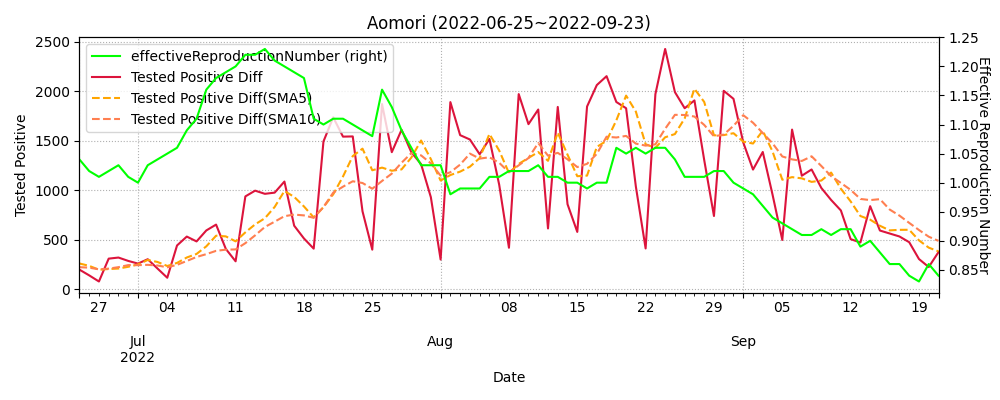 Aomori (2022-06-25~2022-09-23)
effectiveReproductionNumber (right)
Tested Positive Diff
Tested Positive Diff(SMA5)
Tested Positive Diff(SMA10)
Tested Positive
2500
2000
1500
1000
500
0
1.25
1.20
1.15
1.10
1.05
1.00
0.95
0.90
0.85
Effective Reproduction Number
27 04 11 18 25 08 15 22 29 05 12 19
Jul Aug Sep
2022
Date